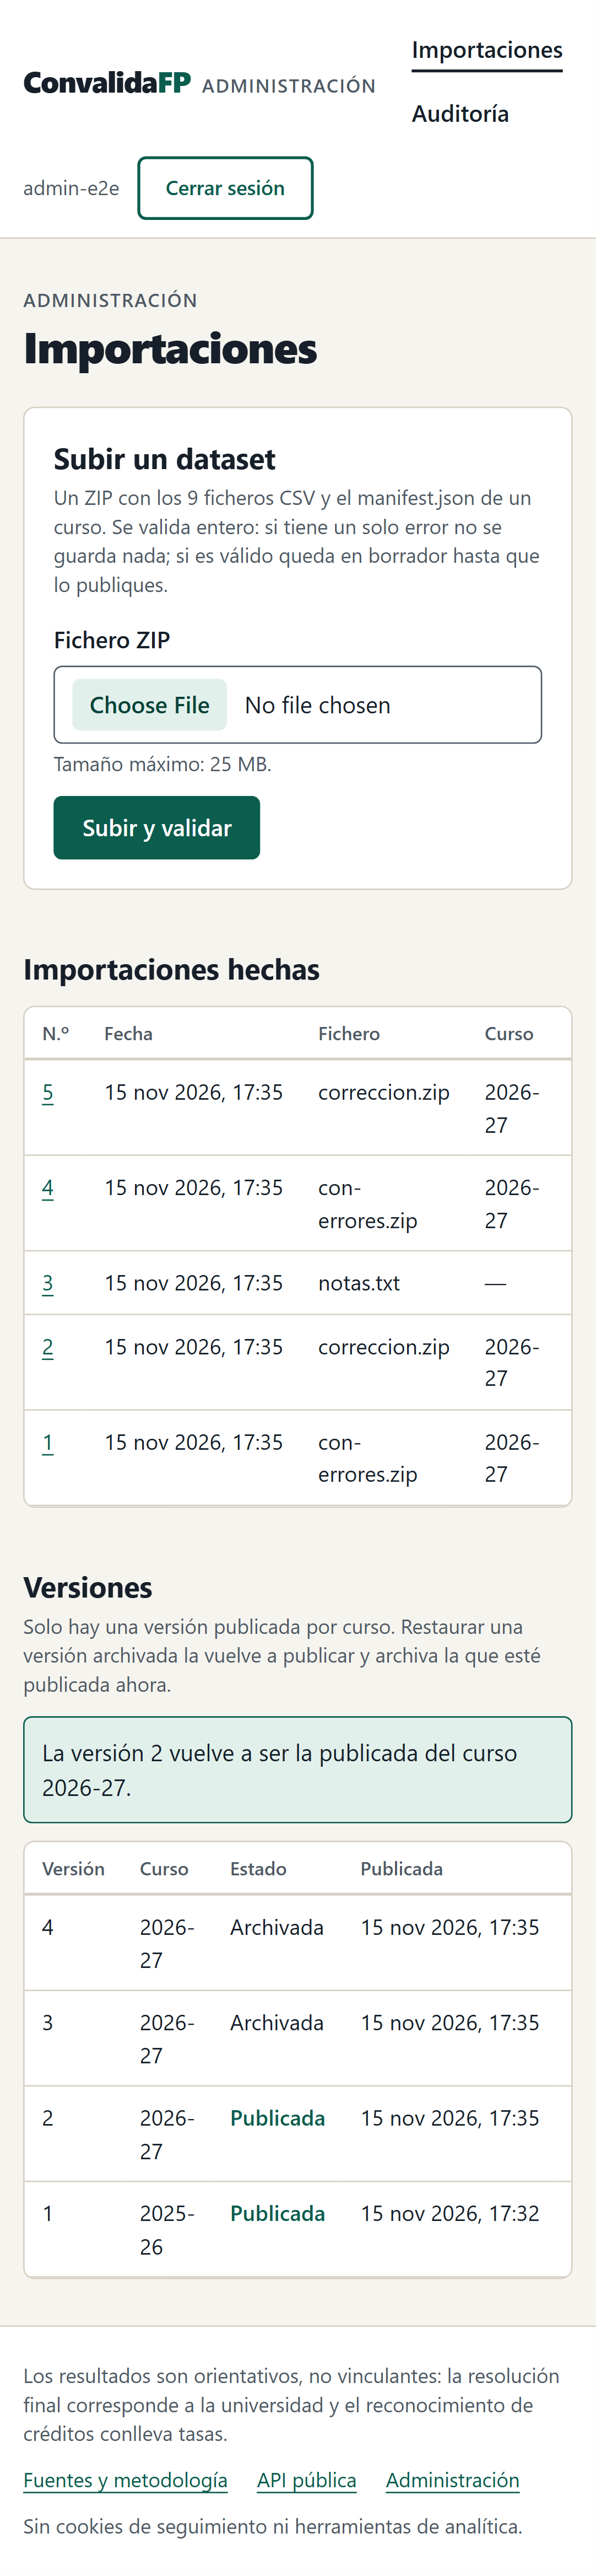 ConvalidaFP ADMINISTRACIÓN
Importaciones
Auditoría
admin-e2e Cerrar sesión
ADMINISTRACIÓN
Importaciones
Subir un dataset
Un ZIP con los 9 ficheros CSV y el manifest.json de un
curso. Se valida entero: si tiene un solo error no se
guarda nada; si es válido queda en borrador hasta que
lo publiques.
Fichero ZIP
Choose File No file chosen
Tamaño máximo: 25 MB.
Subir y validar
Importaciones hechas
N.º Fecha Fichero Curso
5 15 nov 2026, 17:35 correccion.zip 2026-
27
4 15 nov 2026, 17:35 con- 2026-
errores.zip 27
3 15 nov 2026, 17:35 notas.txt —
2 15 nov 2026, 17:35 correccion.zip 2026-
27
1 15 nov 2026, 17:35 con- 2026-
errores.zip 27
Versiones
Solo hay una versión publicada por curso. Restaurar una
versión archivada la vuelve a publicar y archiva la que esté
publicada ahora.
La versión 2 vuelve a ser la publicada del curso
2026-27.
Versión Curso Estado Publicada
4 2026- Archivada 15 nov 2026, 17:35
27
3 2026- Archivada 15 nov 2026, 17:35
27
2 2026- Publicada 15 nov 2026, 17:35
27
1 2025- Publicada 15 nov 2026, 17:32
26
Los resultados son orientativos, no vinculantes: la resolución
final corresponde a la universidad y el reconocimiento de
créditos conlleva tasas.
Fuentes y metodología API pública Administración
Sin cookies de seguimiento ni herramientas de analítica.